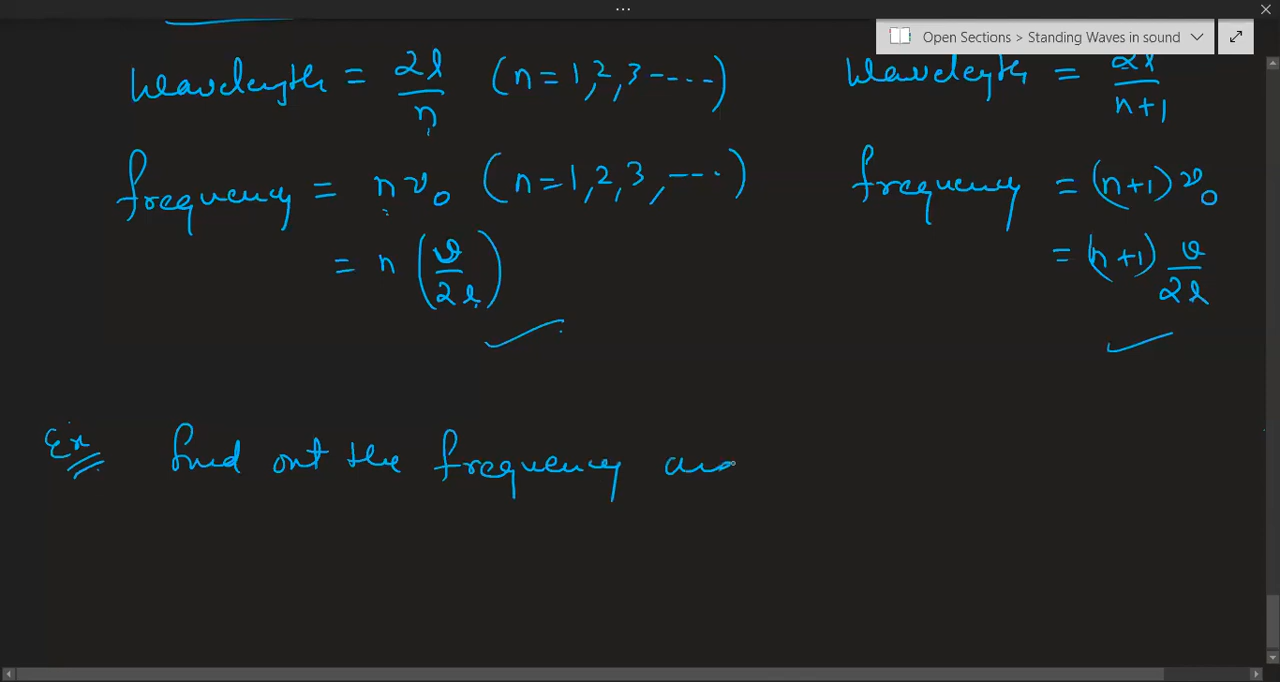 Open Sections > Standing Waves in sound
Wavelength = 2l/n (n = 1,2,3----) Wavelength = 2l/n+1
frequency = nν₀ (n = 1,2,3,---) frequency = (n+1) ν₀
= n (v/2l) = (n+1) v/2l
Ex find out the frequency